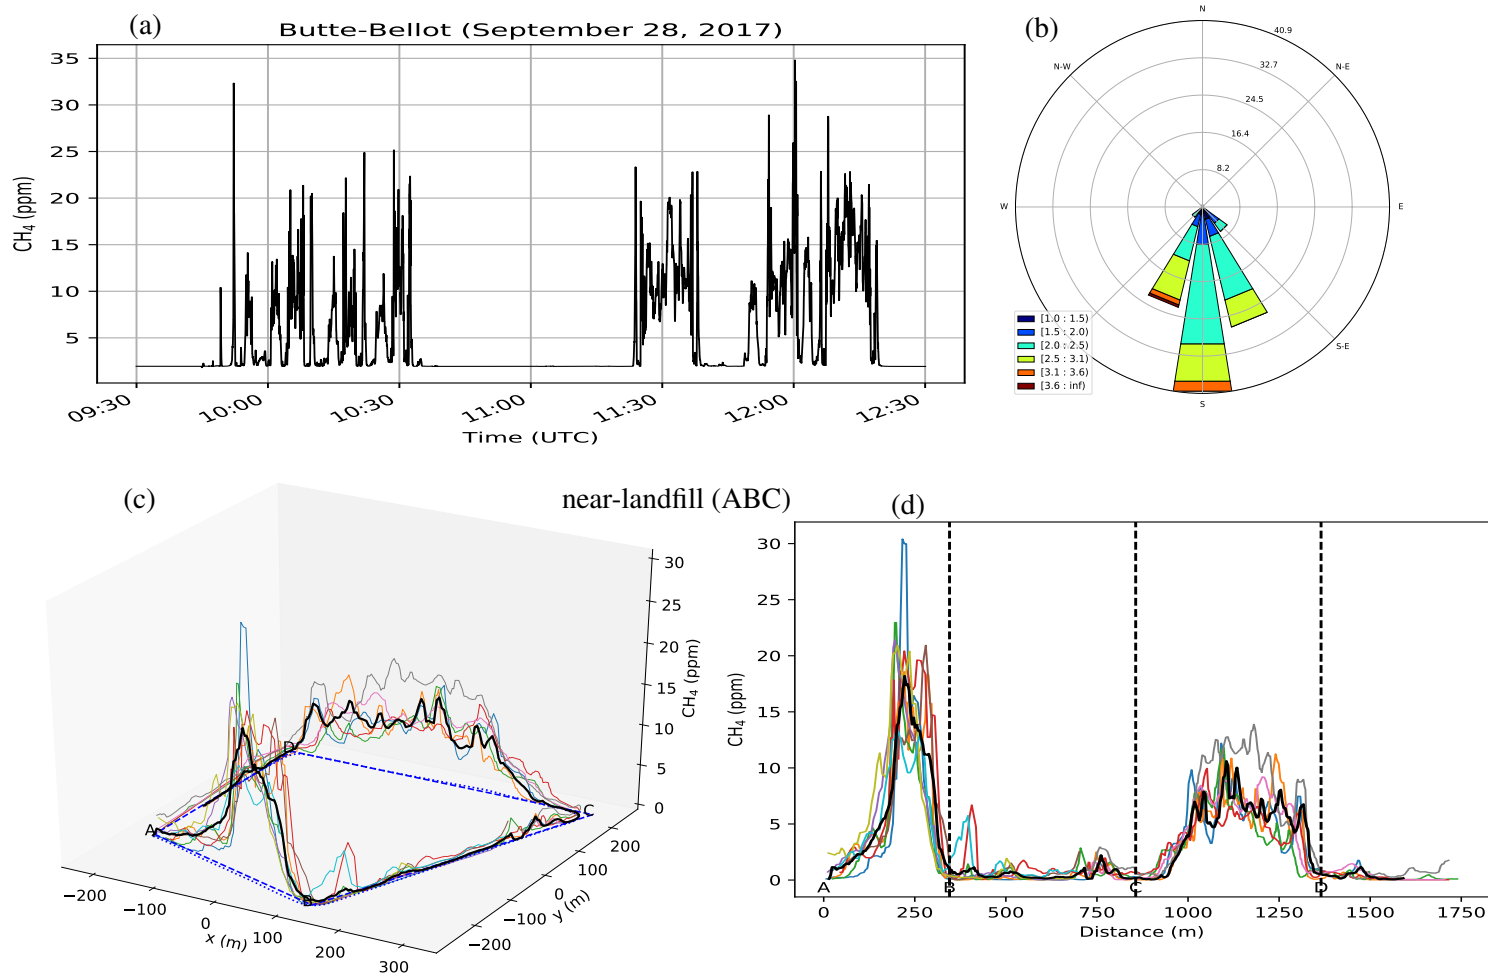 (a)
Butte-Bellot (September 28, 2017)
35
30
25
20
15
10
5
CH4 (ppm)
09:30
10:00
10:30
11:00
11:30
12:00
12:30
Time (UTC)
(b)
N
N-E
E
S-E
S
W
N-W
40.9
32.7
24.5
16.4
8.2
[1.0 : 1.5)
[1.5 : 2.0)
[2.0 : 2.5)
[2.5 : 3.1)
[3.1 : 3.6)
[3.6 : inf)
(c)
near-landfill (ABC)
30
25
20
15
10
5
0
CH4 (ppm)
A
D
C
−200
−100
0
100
200
300
x (m)
−200
−100
0
100
200
y (m)
(d)
30
25
20
15
10
5
0
CH4 (ppm)
A
B
C
D
0
250
500
750
1000
1250
1500
1750
Distance (m)